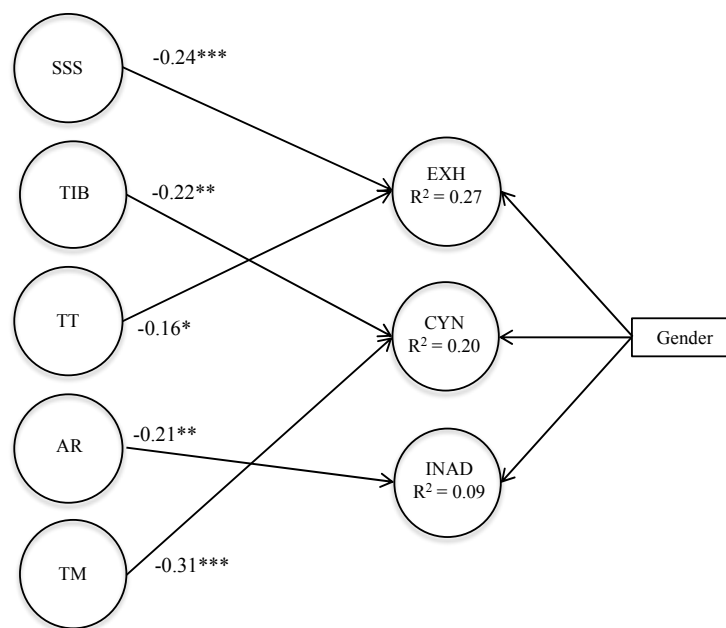 SSS
-0.24***
TIB
-0.22**
TT
-0.16*
AR
-0.21**
TM
-0.31***
EXH
R² = 0.27
CYN
R² = 0.20
INAD
R² = 0.09
Gender